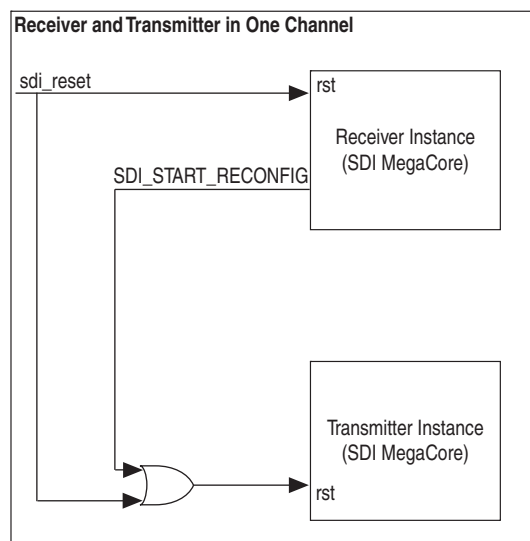 Receiver and Transmitter in One Channel
sdi_reset
rst
Receiver Instance
(SDI MegaCore)
SDI_START_RECONFIG
Transmitter Instance
(SDI MegaCore)
rst